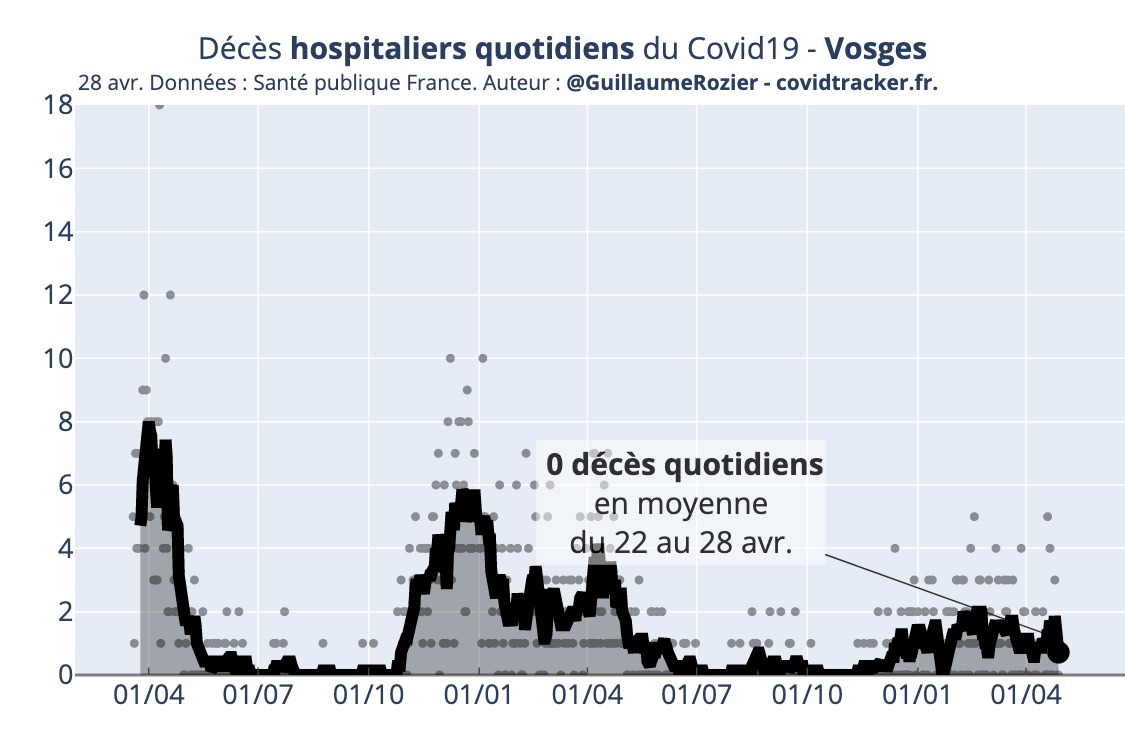 Décès hospitaliers quotidiens du Covid19 - Vosges
28 avr. Données : Santé publique France. Auteur : @GuillaumeRozier - covidtracker.fr.
18
16
14
12
10
8
6
4
2
0
0 décès quotidiens
en moyenne
du 22 au 28 avr.
01/04 01/07 01/10 01/01 01/04 01/07 01/10 01/01 01/04